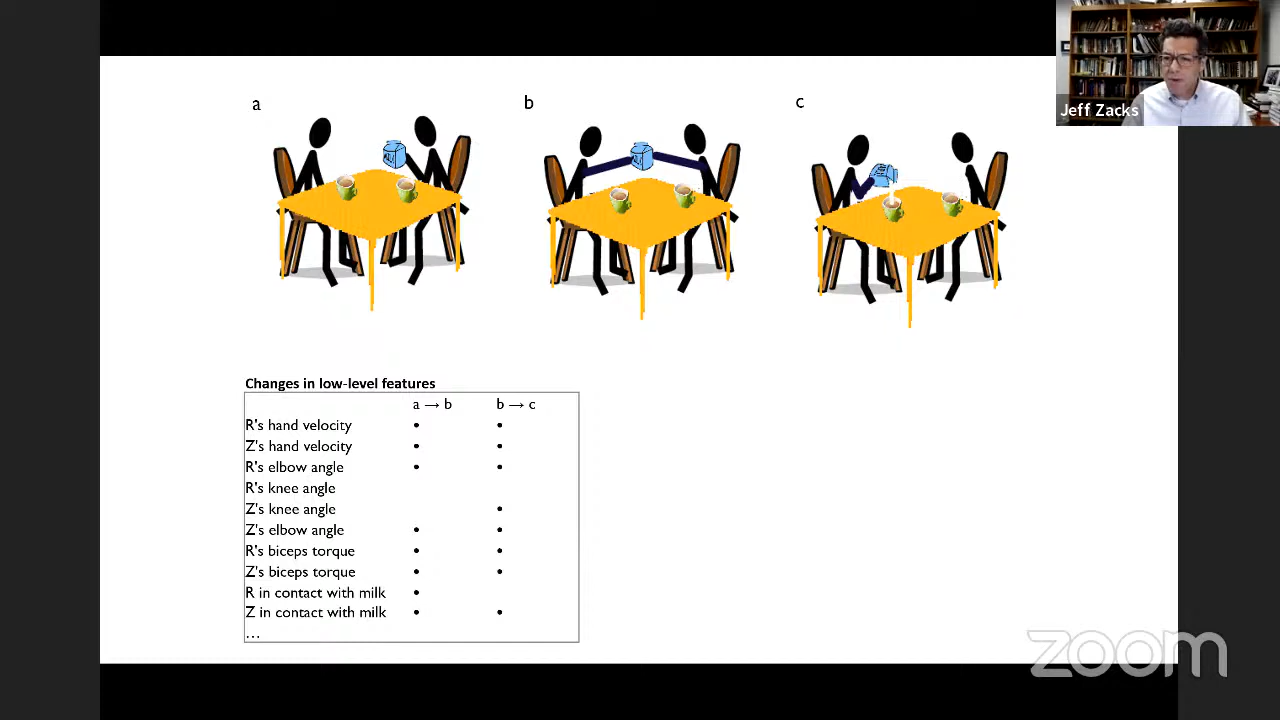 a b c
Jeff Zacks
Changes in low-level features
a → b b → c
R's hand velocity • •
Z's hand velocity • •
R's elbow angle • •
R's knee angle
Z's knee angle •
Z's elbow angle • •
R's biceps torque • •
Z's biceps torque • •
R in contact with milk •
Z in contact with milk • •
...
zoom